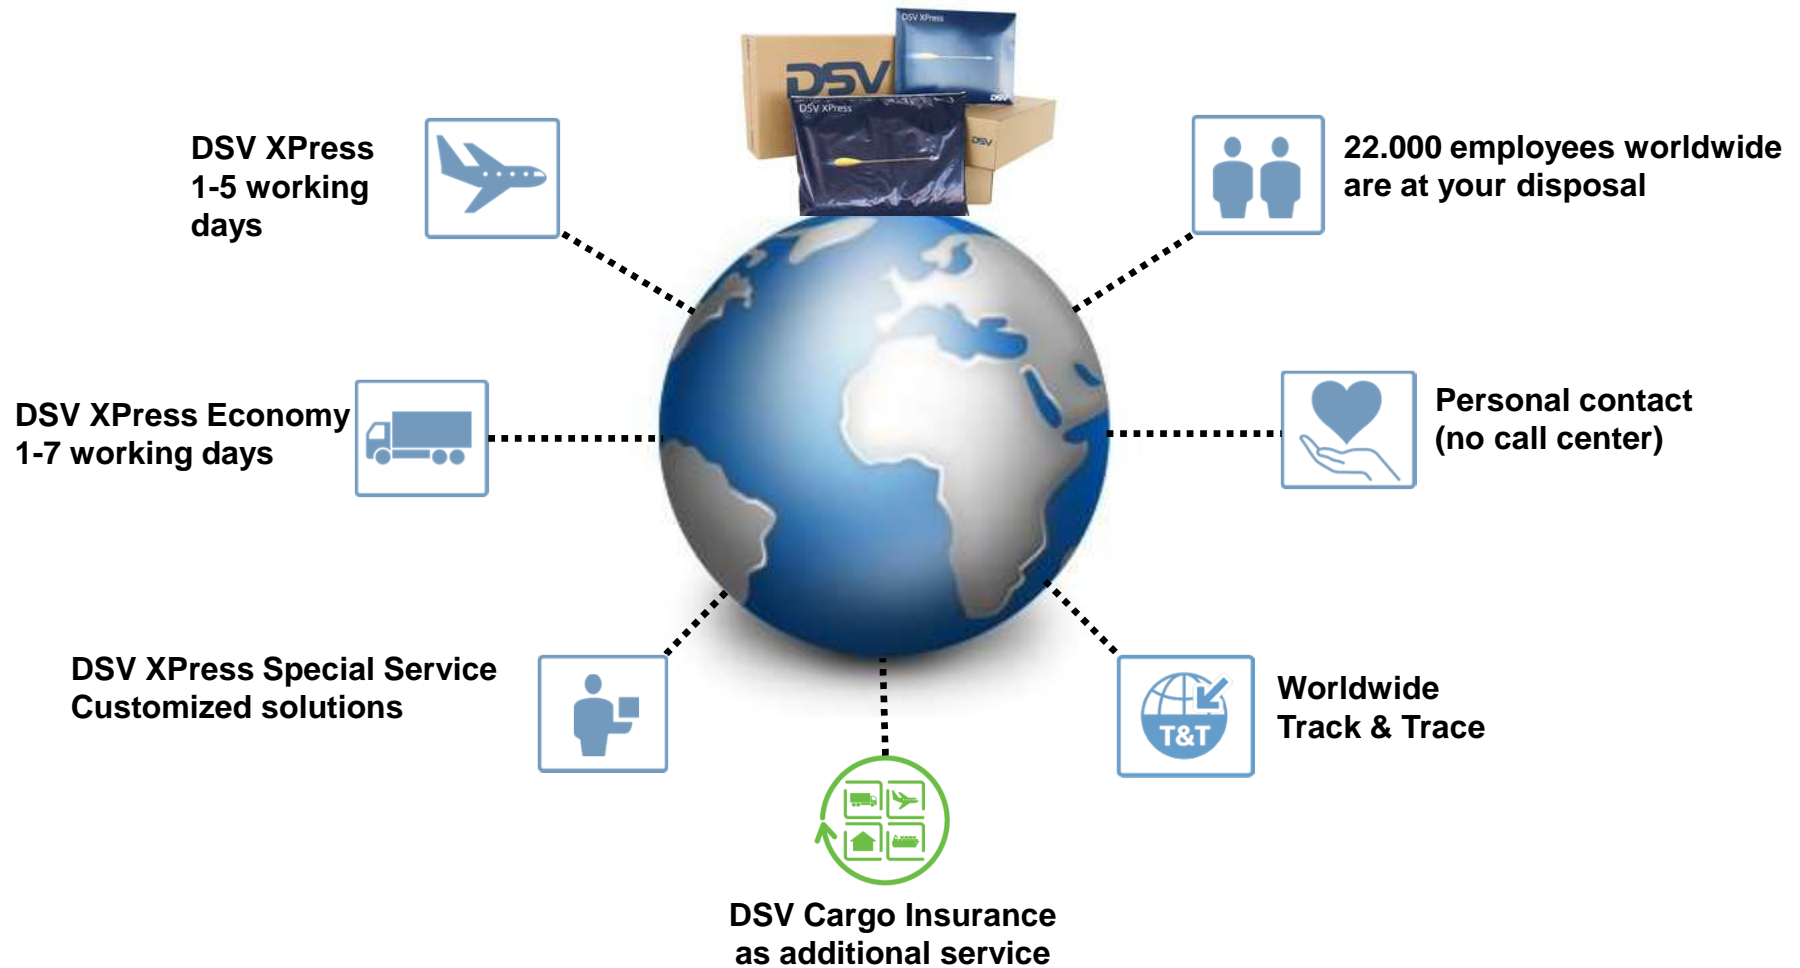 DSV XPress
DSV
DSV
DSV XPress
DSV
DSV XPress
1-5 working
days
22.000 employees worldwide
are at your disposal
DSV XPress Economy
1-7 working days
Personal contact
(no call center)
DSV XPress Special Service
Customized solutions
T&T
Worldwide
Track & Trace
DSV Cargo Insurance
as additional service